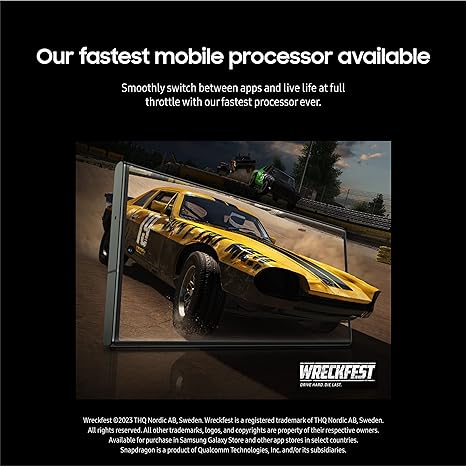 Our fastest mobile processor available
Smoothly switch between apps and live life at full
throttle with our fastest processor ever.
19
WRECKFEST
DRIVE HARD. DIE LAST.
Wreckfest ©2023 THQ Nordic AB, Sweden. Wreckfest is a registered trademark of THQ Nordic AB, Sweden.
All rights reserved. All other trademarks, logos, and copyrights are property of their respective owners.
Available for purchase in Samsung Galaxy Store and other app stores in select countries.
Snapdragon is a product of Qualcomm Technologies, Inc. and/or its subsidiaries.